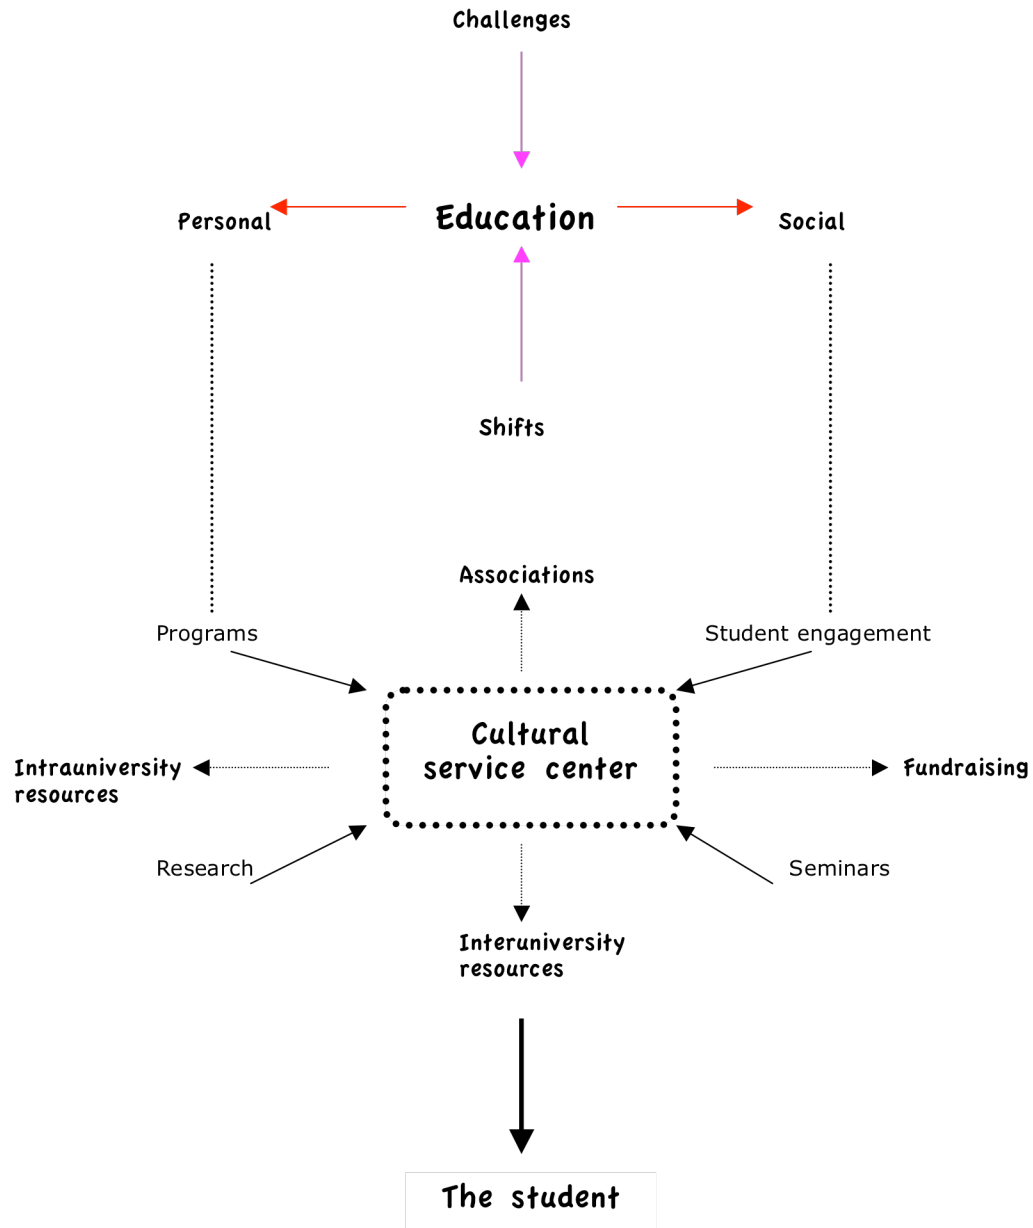 Challenges
Personal
Education
Social
Shifts
Associations
Programs
Student engagement
Cultural
service center
Intrauniversity
resources
Fundraising
Research
Seminars
Interuniversity
resources
The student